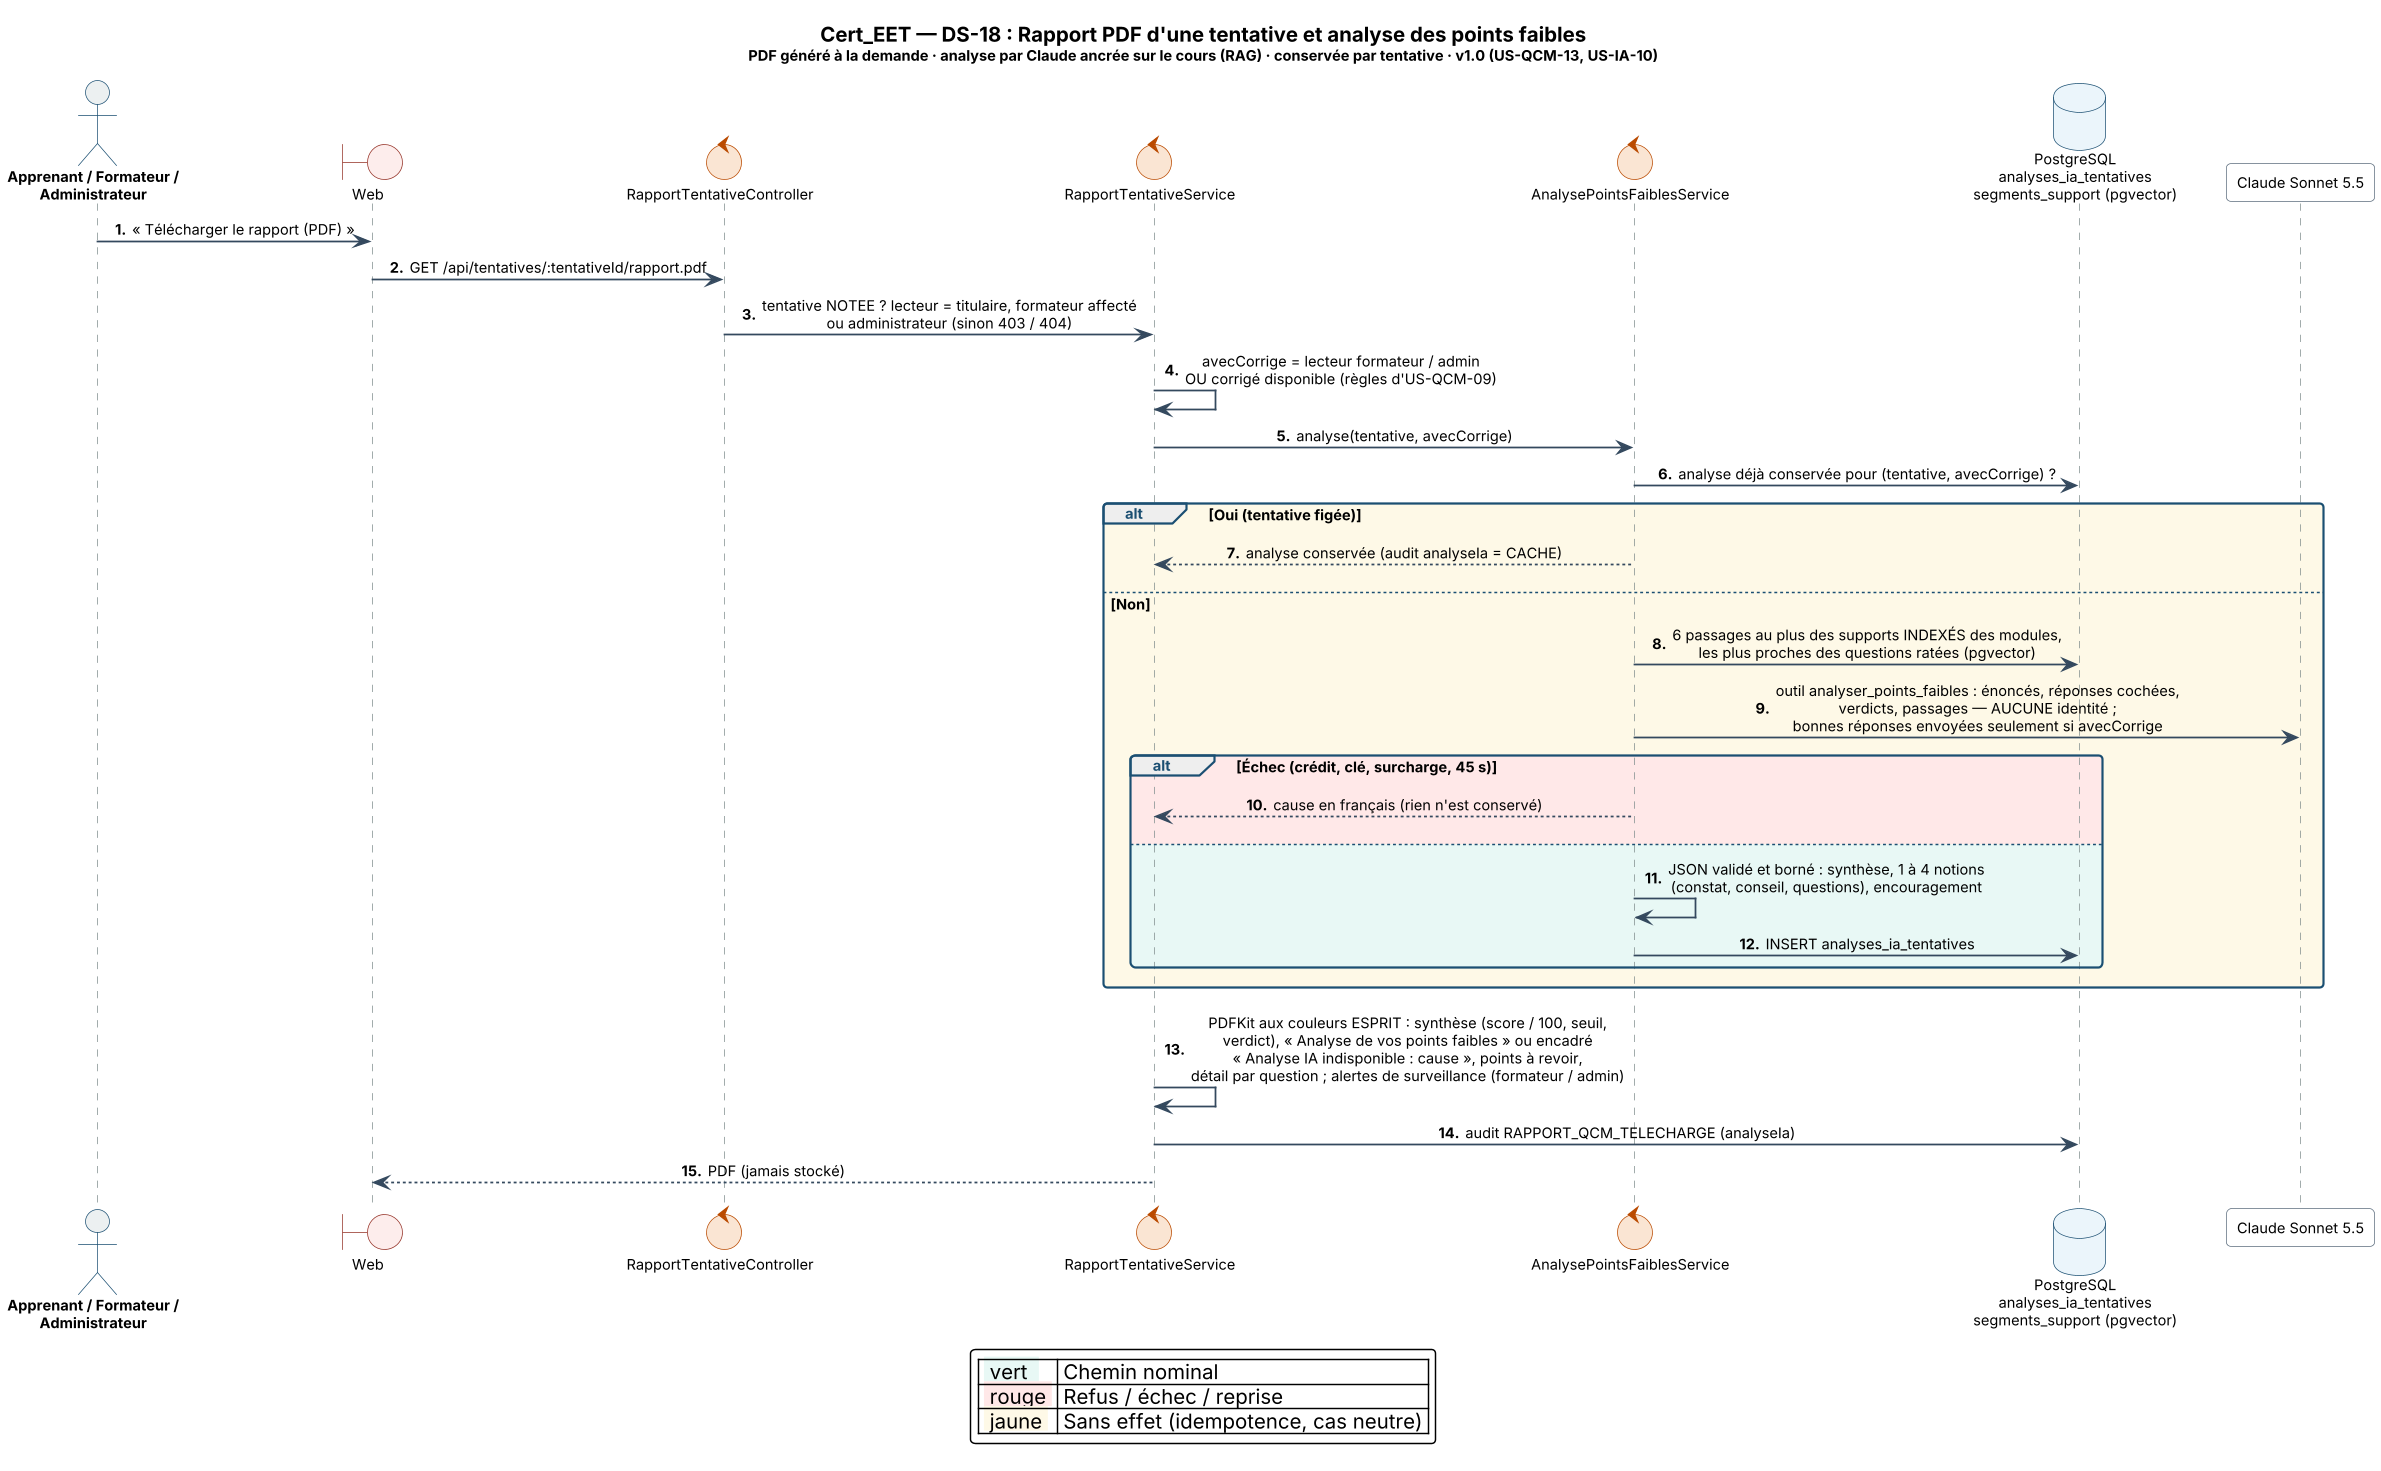 Cert_EET — DS-18 : Rapport PDF d'une tentative et analyse des points faibles
PDF généré à la demande · analyse par Claude ancrée sur le cours (RAG) · conservée par tentative · v1.0 (US-QCM-13, US-IA-10)
Apprenant / Formateur /
Administrateur
Web
RapportTentativeController
RapportTentativeService
AnalysePointsFaiblesService
PostgreSQL
analyses_ia_tentatives
segments_support (pgvector)
Claude Sonnet 5.5
1. « Télécharger le rapport (PDF) »
2. GET /api/tentatives/:tentativeId/rapport.pdf
3. tentative NOTEE ? lecteur = titulaire, formateur affecté
ou administrateur (sinon 403 / 404)
4. avecCorrige = lecteur formateur / admin
OU corrigé disponible (règles d'US-QCM-09)
5. analyse(tentative, avecCorrige)
6. analyse déjà conservée pour (tentative, avecCorrige) ?
alt [Oui (tentative figée)]
7. analyse conservée (audit analyseIa = CACHE)
[Non]
8. 6 passages au plus des supports INDEXÉS des modules,
les plus proches des questions ratées (pgvector)
9. outil analyser_points_faibles : énoncés, réponses cochées,
verdicts, passages — AUCUNE identité ;
bonnes réponses envoyées seulement si avecCorrige
alt [Échec (crédit, clé, surcharge, 45 s)]
10. cause en français (rien n'est conservé)
11. JSON validé et borné : synthèse, 1 à 4 notions
(constat, conseil, questions), encouragement
12. INSERT analyses_ia_tentatives
13. PDFKit aux couleurs ESPRIT : synthèse (score / 100, seuil,
verdict), « Analyse de vos points faibles » ou encadré
« Analyse IA indisponible : cause », points à revoir,
détail par question ; alertes de surveillance (formateur / admin)
14. audit RAPPORT_QCM_TELECHARGE (analyseIa)
15. PDF (jamais stocké)
Apprenant / Formateur /
Administrateur
Web
RapportTentativeController
RapportTentativeService
AnalysePointsFaiblesService
PostgreSQL
analyses_ia_tentatives
segments_support (pgvector)
Claude Sonnet 5.5
vert Chemin nominal
rouge Refus / échec / reprise
jaune Sans effet (idempotence, cas neutre)